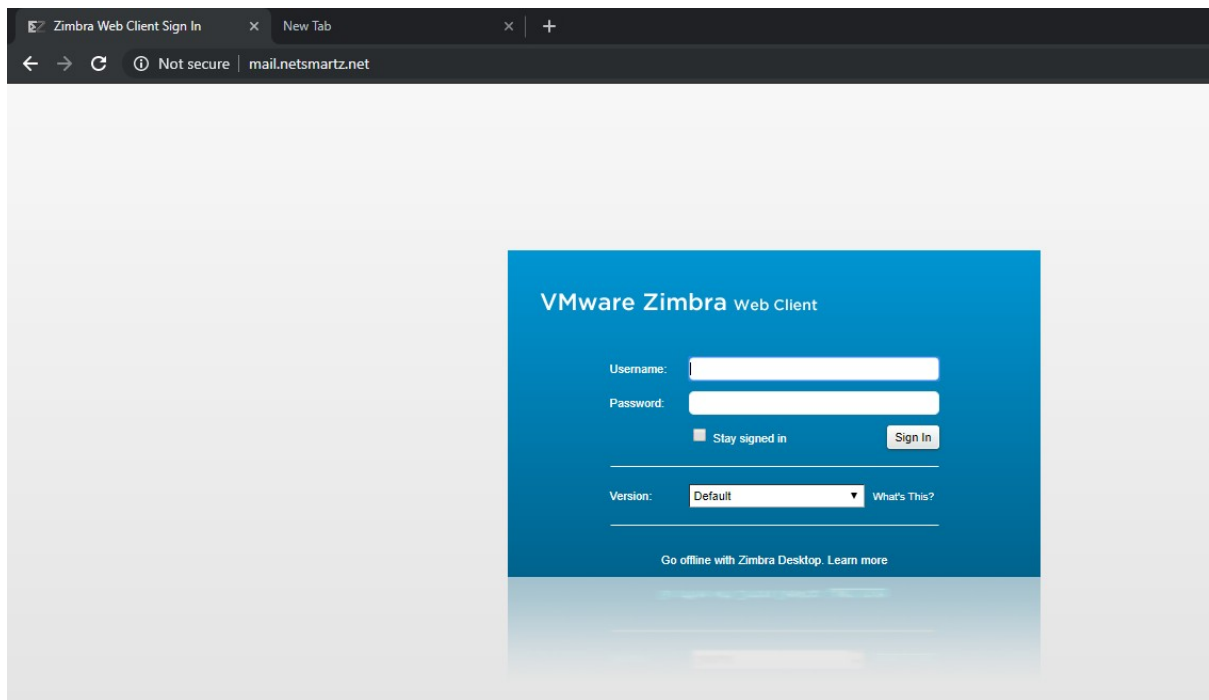 Zimbra Web Client Sign In
New Tab
Not secure mail.netsmartz.net
VMware Zimbra Web Client
Username:
Password:
Stay signed in Sign In
Version: Default What's This?
Go offline with Zimbra Desktop. Learn more